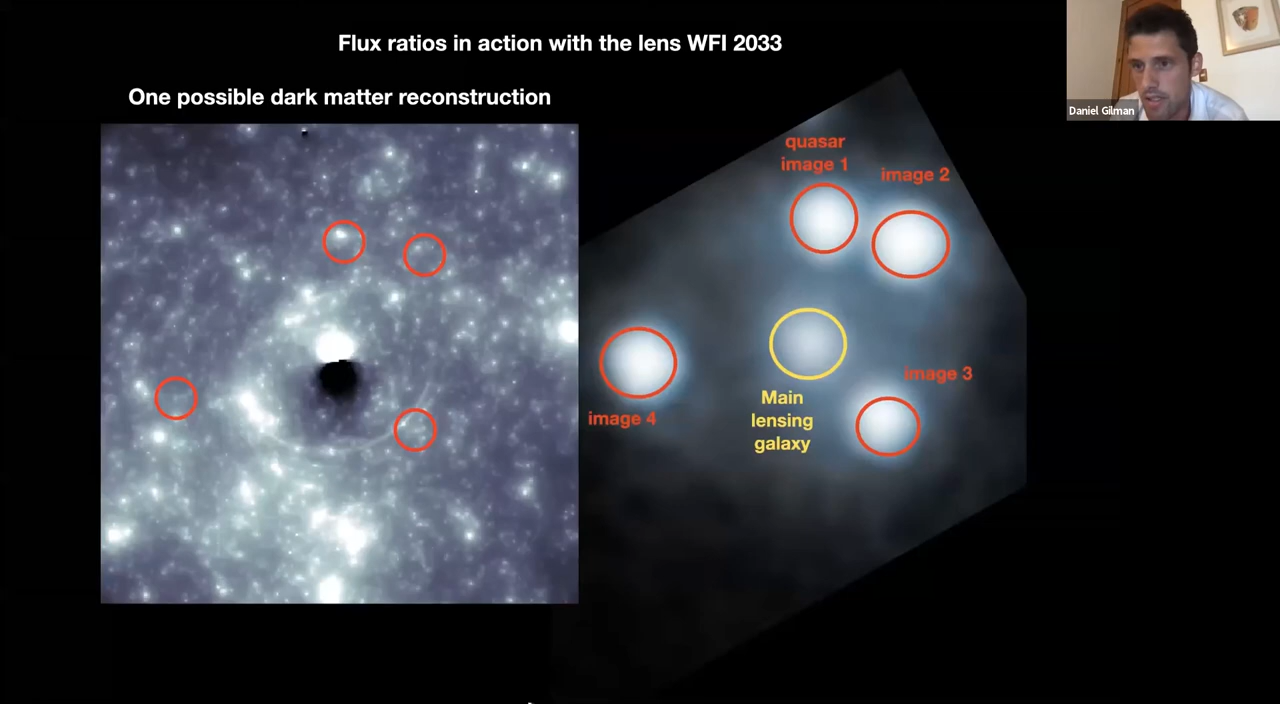 Flux ratios in action with the lens WFI 2033
One possible dark matter reconstruction
Daniel Gilman
quasar
image 1
image 2
image 3
image 4
Main
lensing
galaxy